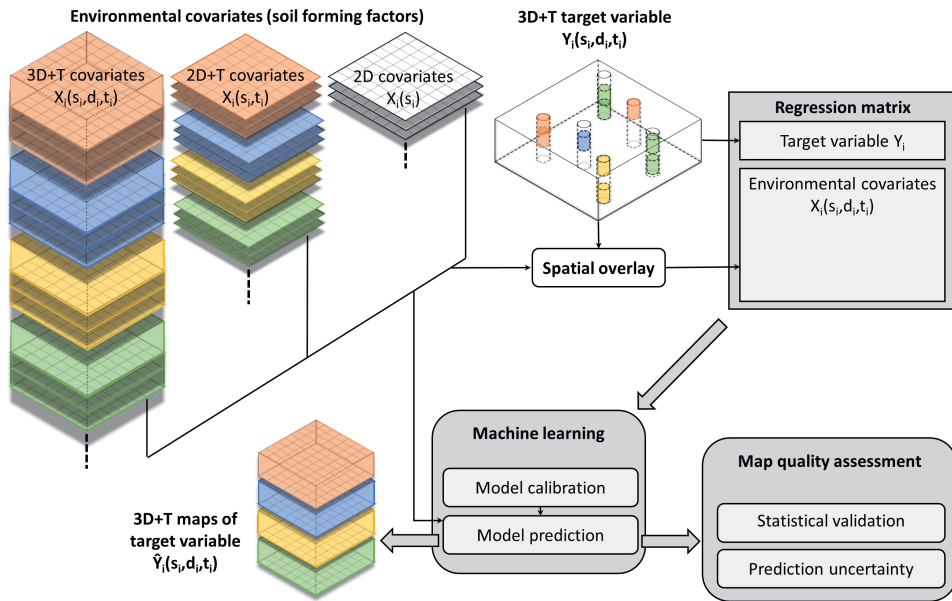 Environmental covariates (soil forming factors)
3D+T covariates
Xi(si,di,ti)
2D+T covariates
Xi(si,ti)
2D covariates
Xi(si)
3D+T target variable
Yi(si,di,ti)
Regression matrix
Target variable Yi
Environmental covariates
Xi(si,di,ti)
Spatial overlay
Machine learning
Model calibration
Model prediction
Map quality assessment
Statistical validation
Prediction uncertainty
3D+T maps of
target variable
Ŷi(si,di,ti)